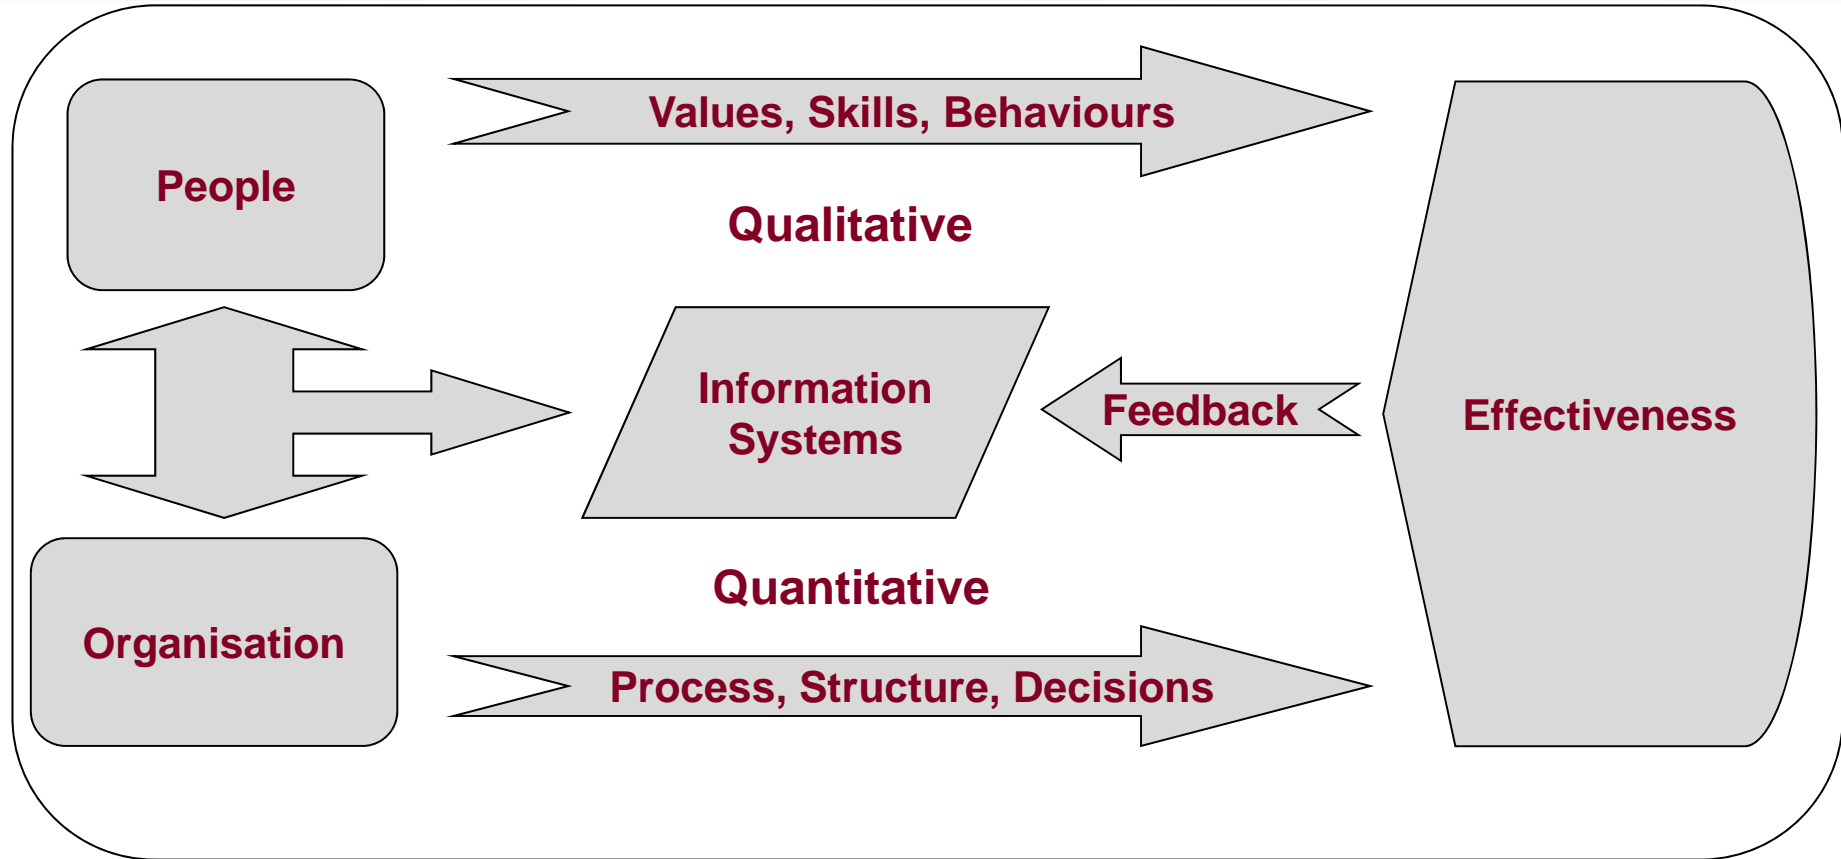 Values, Skills, Behaviours
People
Qualitative
Information
Systems
Feedback
Effectiveness
Quantitative
Organisation
Process, Structure, Decisions